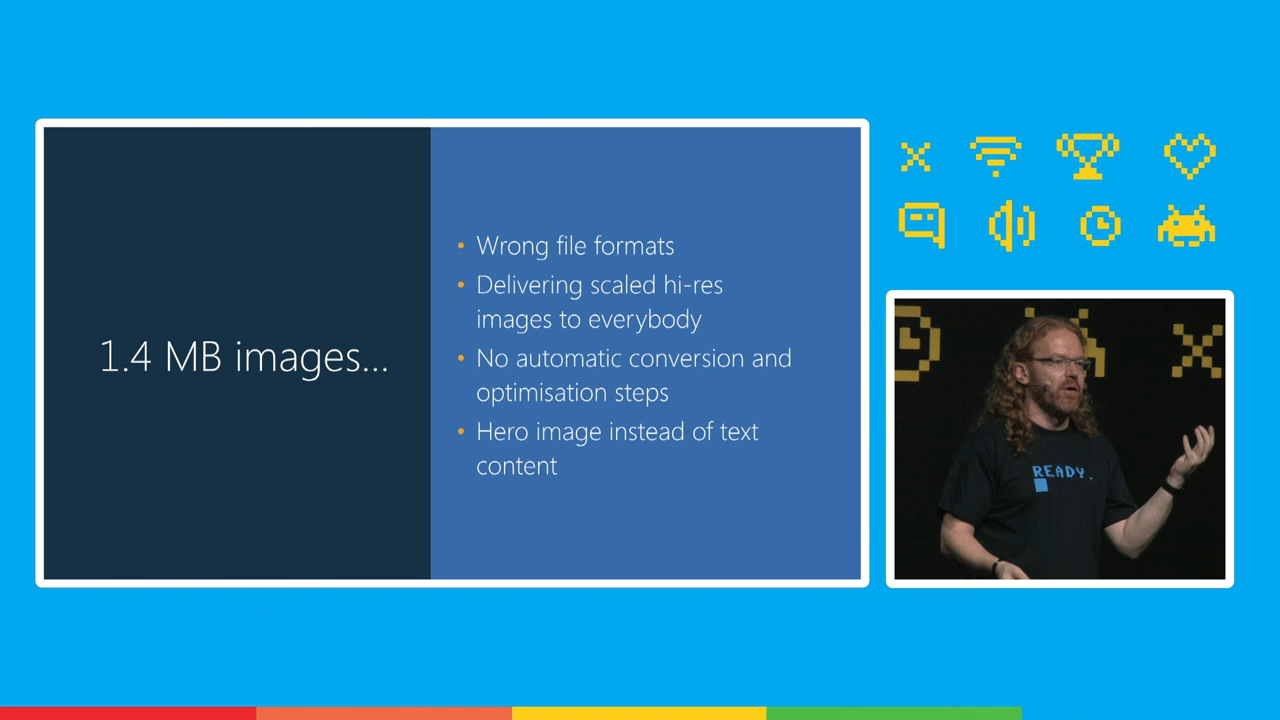 1.4 MB images...
• Wrong file formats
• Delivering scaled hi-res
images to everybody
• No automatic conversion and
optimisation steps
• Hero image instead of text
content
READY.